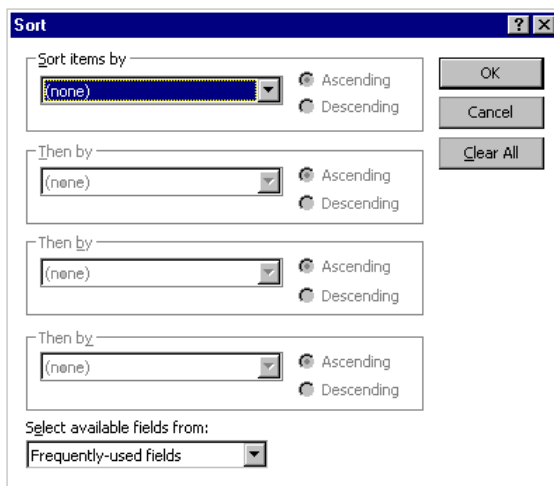 Sort
Sort items by
(none)
Ascending
Descending
OK
Cancel
Clear All
Then by
(none)
Ascending
Descending
Then by
(none)
Ascending
Descending
Then by
(none)
Ascending
Descending
Select available fields from:
Frequently-used fields